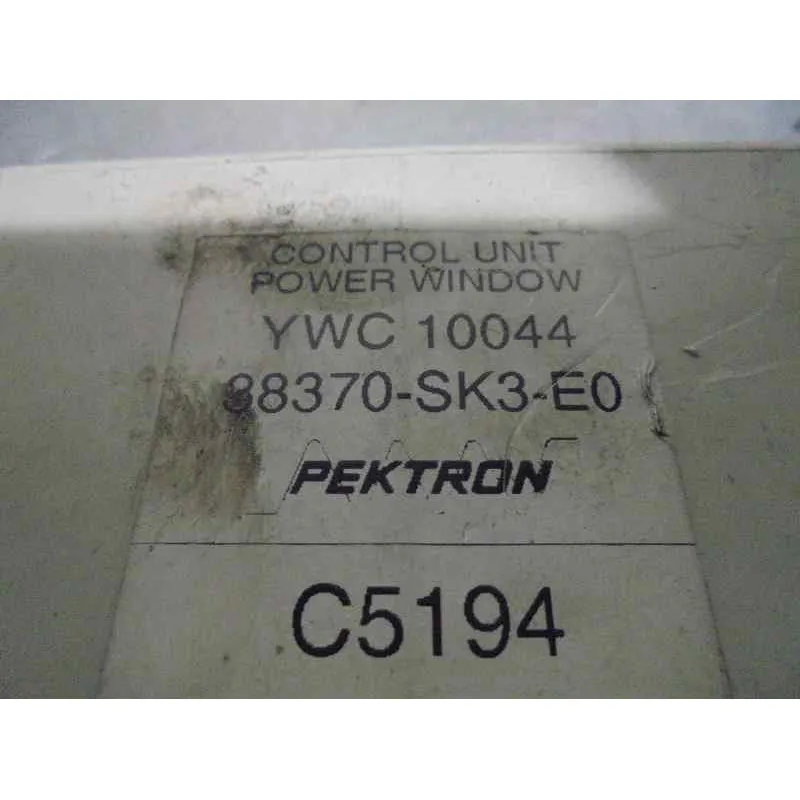 CONTROL UNIT
POWER WINDOW
YWC 10044
38370-SK3-E0
PEKTRON
C5194